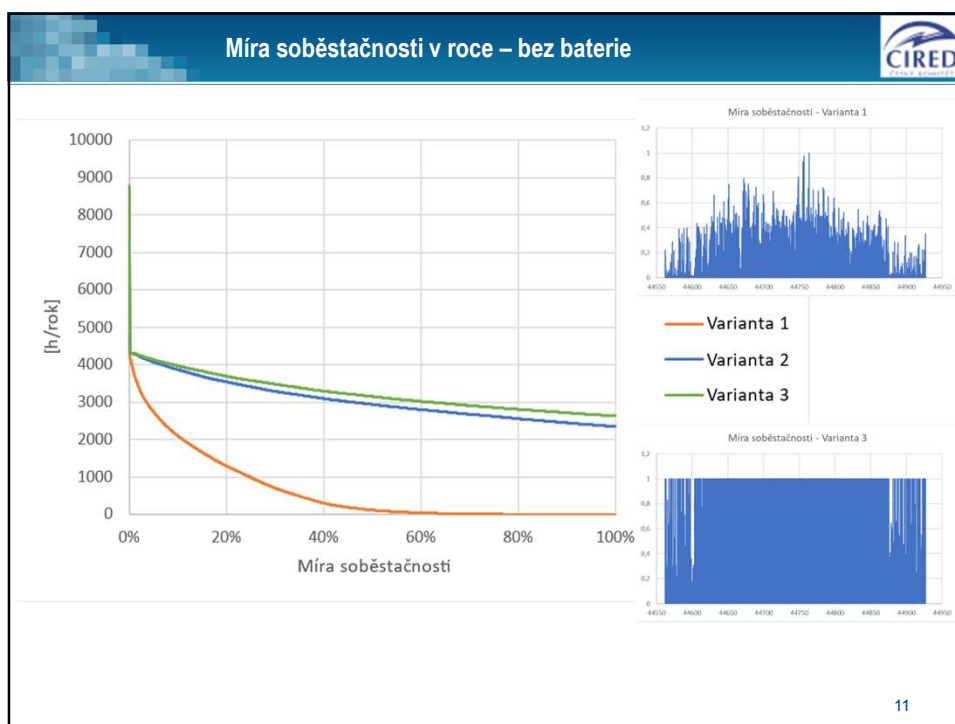 Míra soběstačnosti v roce – bez baterie
CIRED
ČESKÝ KOMITÉT
10000
9000
8000
7000
6000
5000
4000
3000
2000
1000
0
[h/rok]
0% 20% 40% 60% 80% 100%
Míra soběstačnosti
Míra soběstačnosti - Varianta 1
1,2
1
0,8
0,6
0,4
0,2
0
44550 44600 44650 44700 44750 44800 44850 44900 44950
Varianta 1
Varianta 2
Varianta 3
Míra soběstačnosti - Varianta 3
1,2
1
0,8
0,6
0,4
0,2
0
44550 44600 44650 44700 44750 44800 44850 44900 44950
11